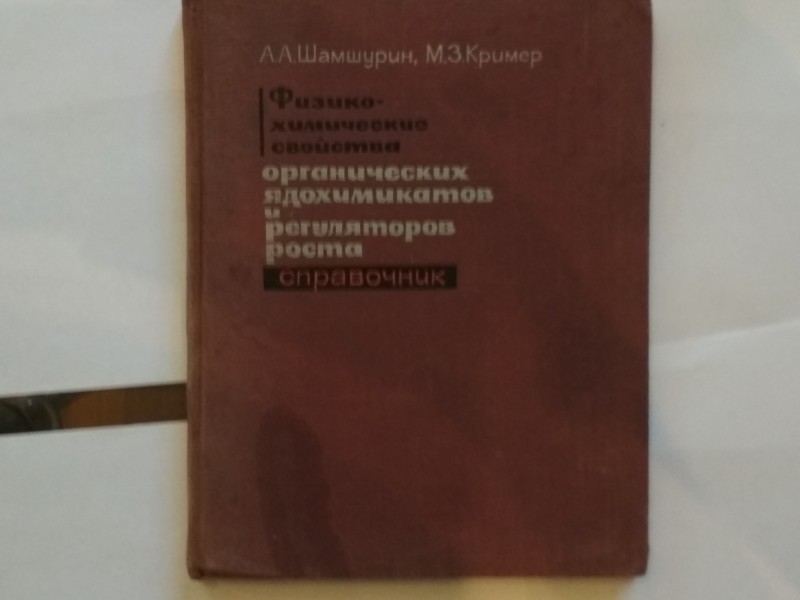 А.А.Шамшурин, М.З.Кример
Физико-
химические
свойства
органических
ядохимикатов
и
регуляторов
роста
справочник